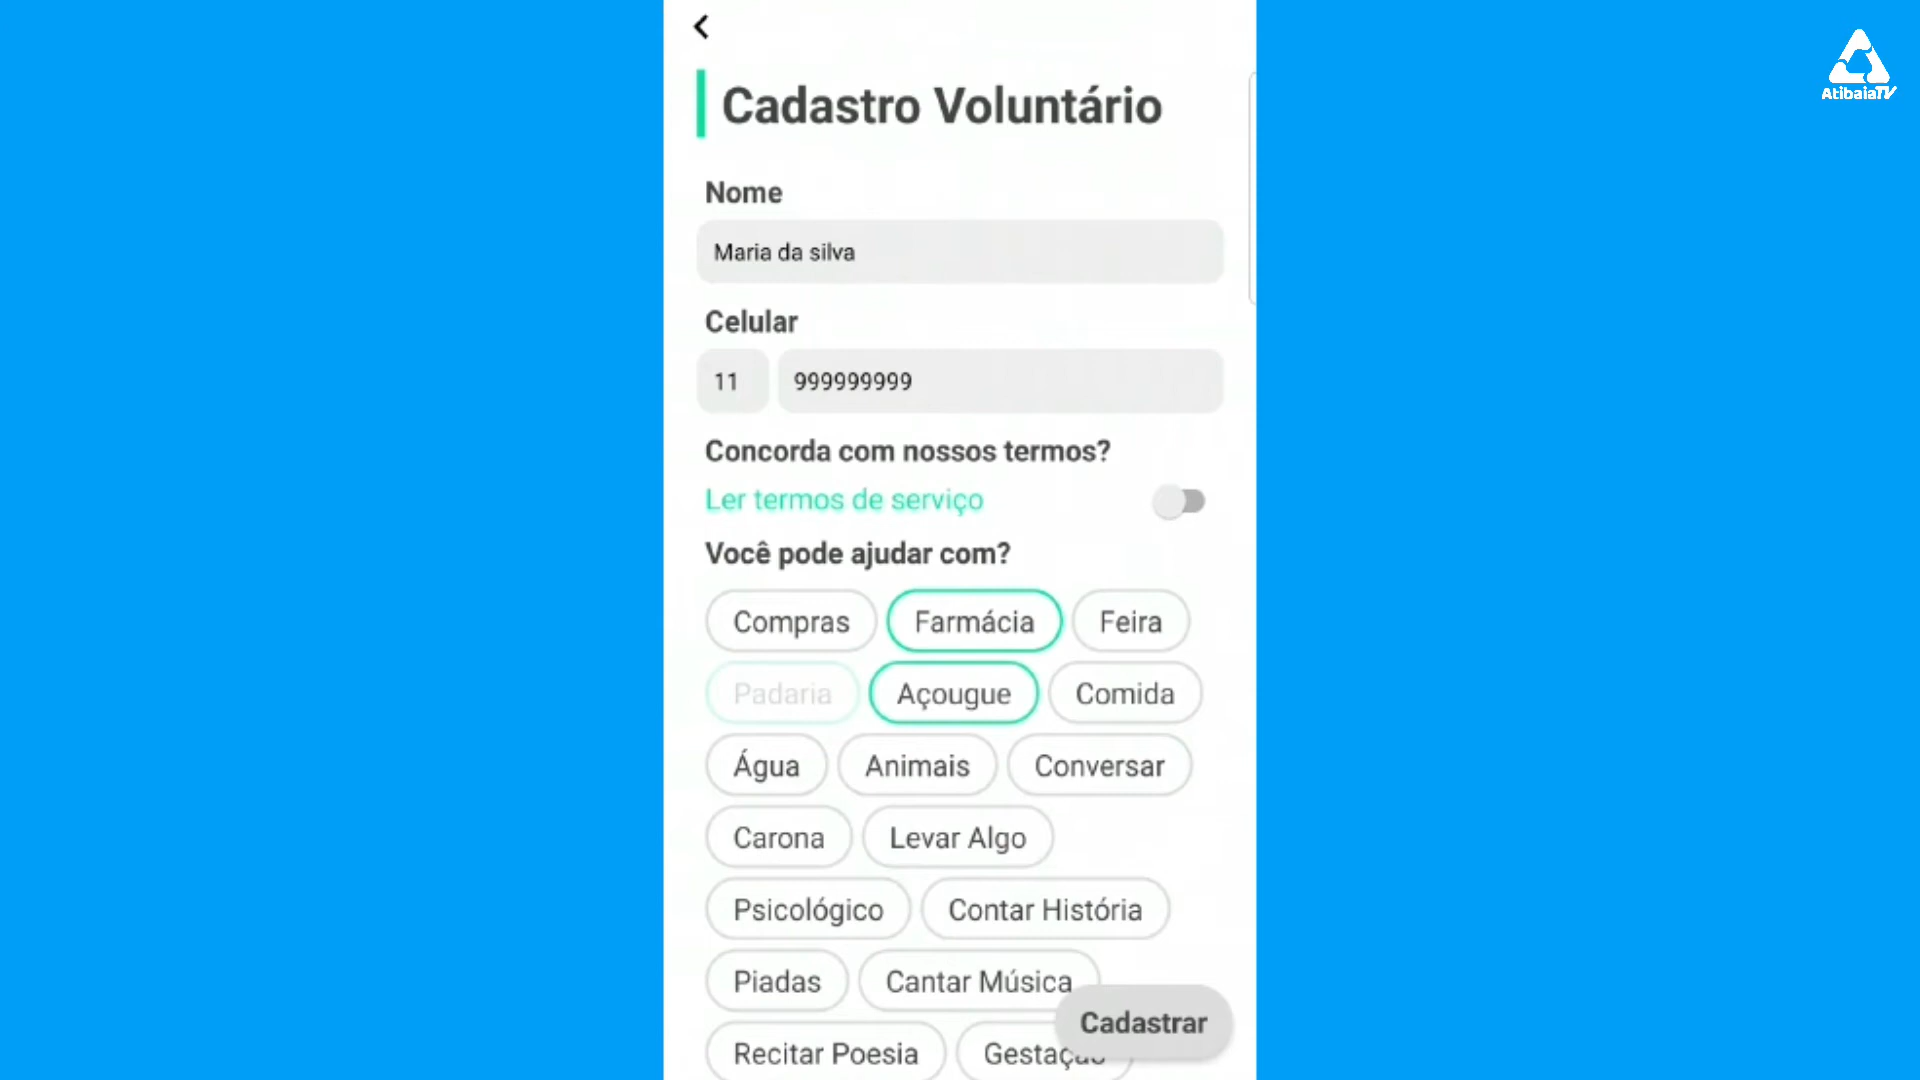 AtibaiaTV
Cadastro Voluntário
Nome
Maria da silva
Celular
11 999999999
Concorda com nossos termos?
Ler termos de serviço
Você pode ajudar com?
Compras Farmácia Feira
Padaria Açougue Comida
Água Animais Conversar
Carona Levar Algo
Psicológico Contar História
Piadas Cantar Música
Cadastrar
Recitar Poesia Gestação